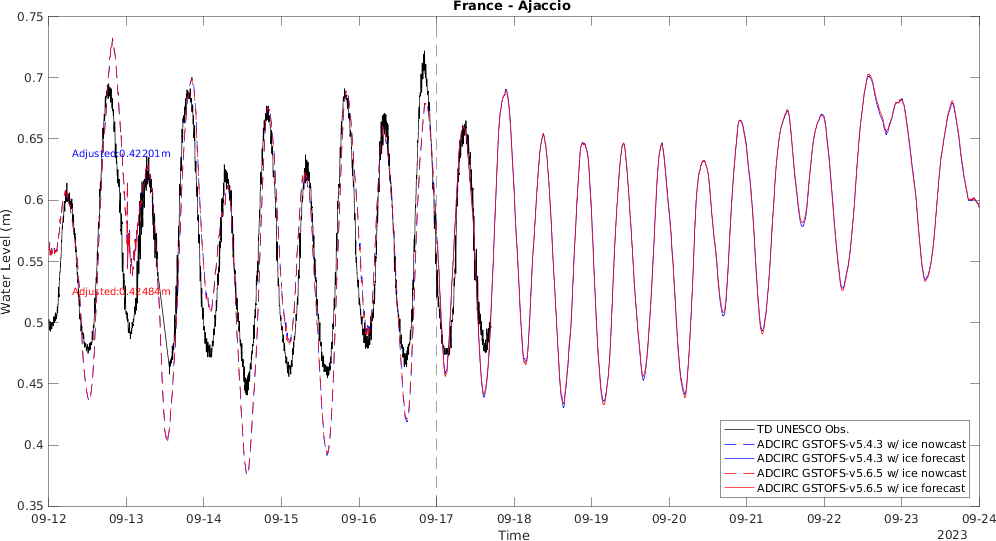 France - Ajaccio
0.75
0.7
0.65
0.6
0.55
0.5
0.45
0.4
0.35
Water Level (m)
Adjusted:0.42201m
Adjusted:0.42484m
TD UNESCO Obs.
ADCIRC GSTOFS-v5.4.3 w/ ice nowcast
ADCIRC GSTOFS-v5.4.3 w/ ice forecast
ADCIRC GSTOFS-v5.6.5 w/ ice nowcast
ADCIRC GSTOFS-v5.6.5 w/ ice forecast
09-12 09-13 09-14 09-15 09-16 09-17 09-18 09-19 09-20 09-21 09-22 09-23 09-24
Time
2023